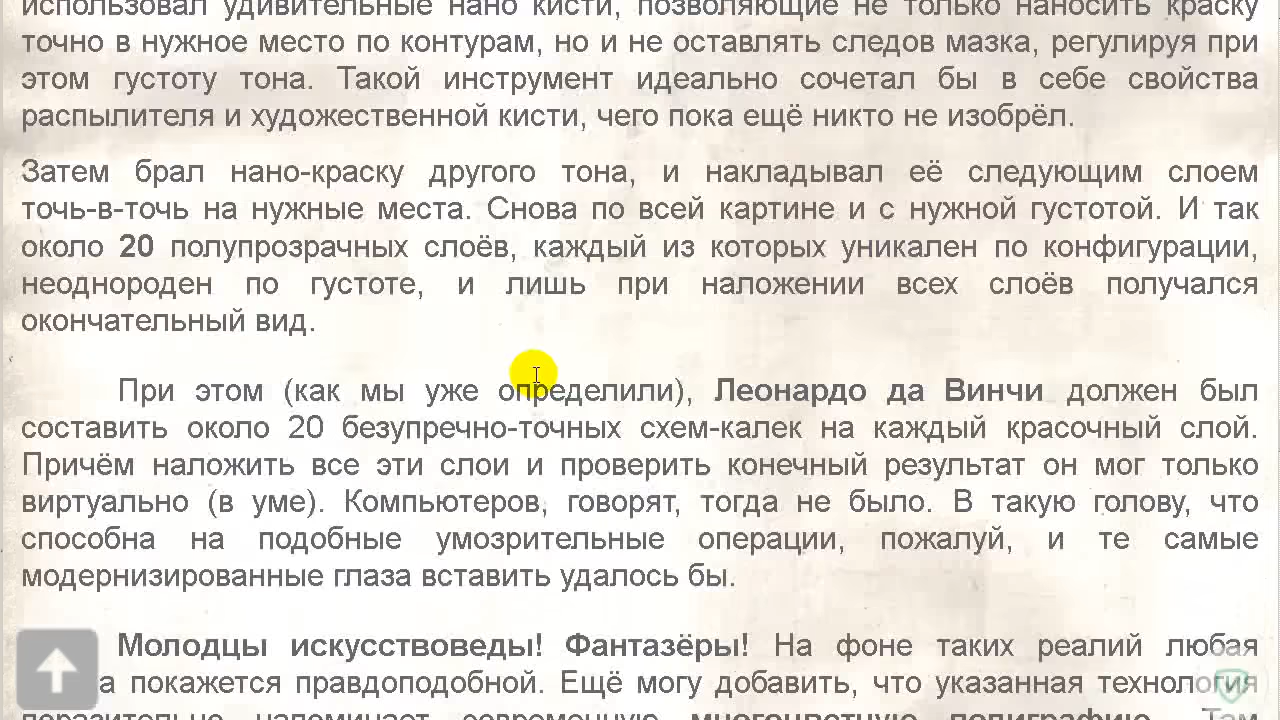 использовал удивительные нано кисти, позволяющие не только наносить краску
точно в нужное место по контурам, но и не оставлять следов мазка, регулируя при
этом густоту тона. Такой инструмент идеально сочетал бы в себе свойства
распылителя и художественной кисти, чего пока ещё никто не изобрёл.
Затем брал нано-краску другого тона, и накладывал её следующим слоем
точь-в-точь на нужные места. Снова по всей картине и с нужной густотой. И так
около 20 полупрозрачных слоёв, каждый из которых уникален по конфигурации,
неоднороден по густоте, и лишь при наложении всех слоёв получался
окончательный вид.
При этом (как мы уже определили), Леонардо да Винчи должен был
составить около 20 безупречно-точных схем-калек на каждый красочный слой.
Причём наложить все эти слои и проверить конечный результат он мог только
виртуально (в уме). Компьютеров, говорят, тогда не было. В такую голову, что
способна на подобные умозрительные операции, пожалуй, и те самые
модернизированные глаза вставить удалось бы.
Молодцы искусствоведы! Фантазёры! На фоне таких реалий любая
а покажется правдоподобной. Ещё могу добавить, что указанная технология
поразительно напоминает современную многоцветную полиграфию. Там